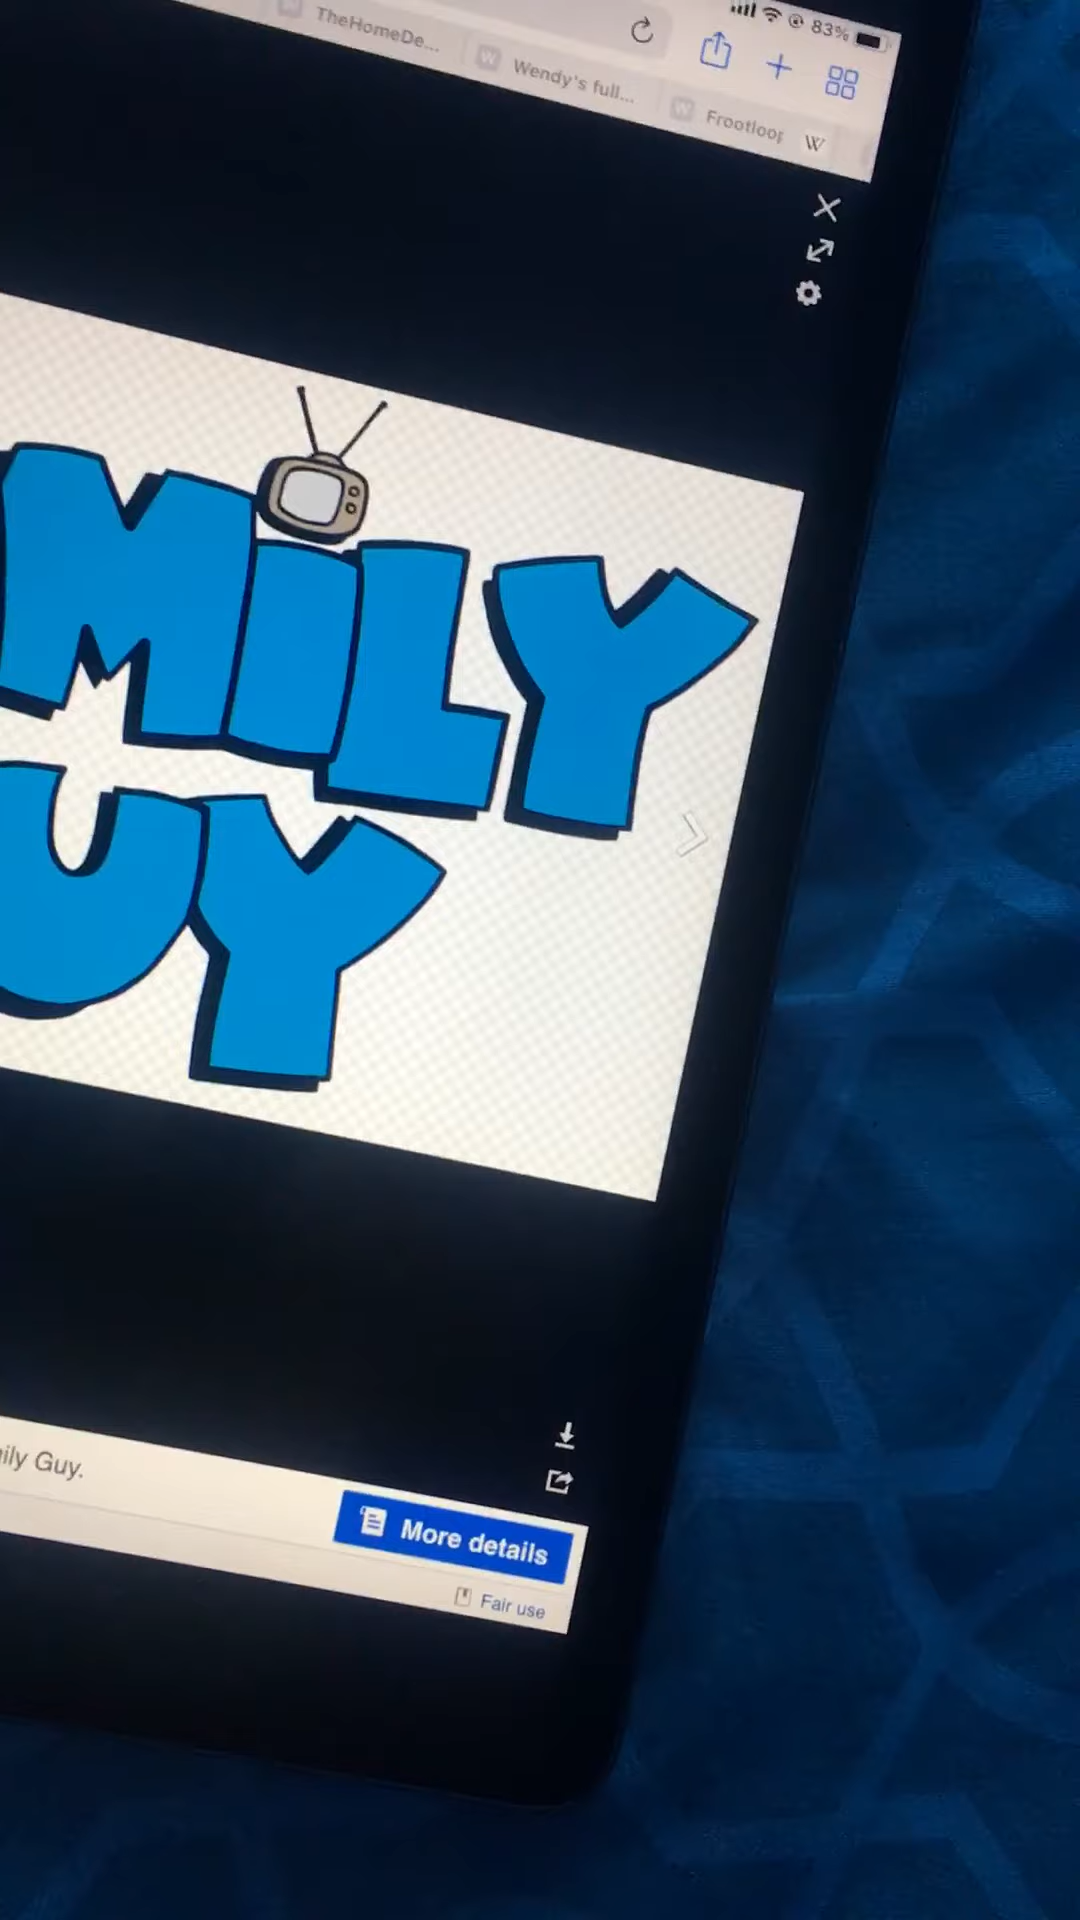 83%
TheHomeDe...
Wendy's full...
Frootloop
W
MiLY
UY
ily Guy.
More details
Fair use